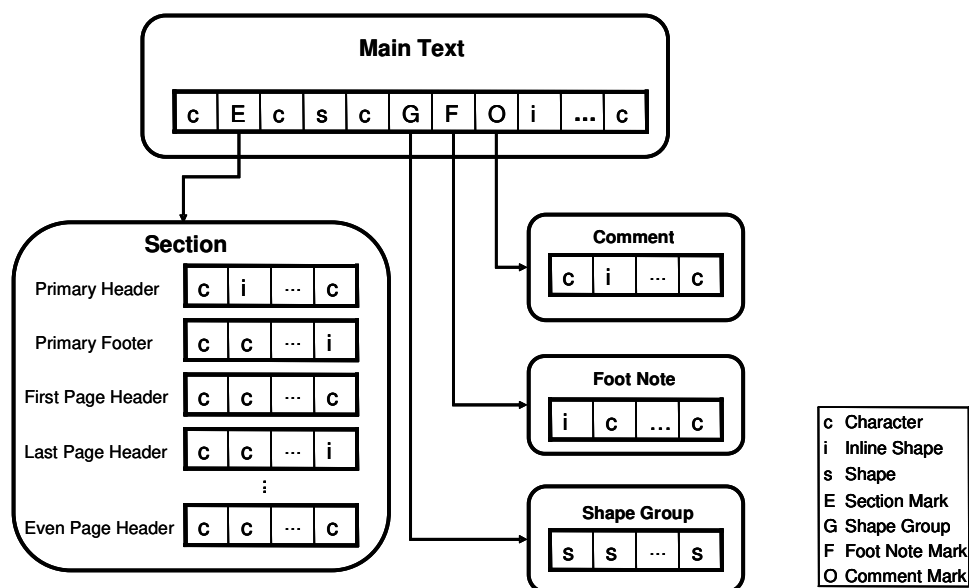 Main Text
c E c s c G F O i ... c
Section
Primary Header c i ... c
Primary Footer c c ... i
First Page Header c c ... c
Last Page Header c c ... i
⋮
Even Page Header c c ... c
Comment
c i ... c
Foot Note
i c ... c
Shape Group
s s ... s
c Character
i Inline Shape
s Shape
E Section Mark
G Shape Group
F Foot Note Mark
O Comment Mark